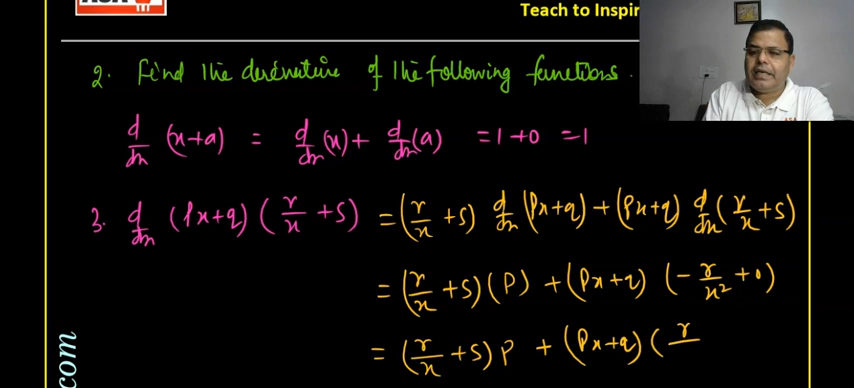 Teach to Inspir
2. Find the derivative of the following functions.
d/dx (x+a) = d/dx (x) + d/dx (a) = 1+0 = 1
3. d/dx (px+q) (r/x + s) = (r/x + s) d/dx (px+q) + (px+q) d/dx (r/x + s)
= (r/x + s) (p) + (px+q) (- r/x² + 0)
= (r/x + s) p + (px+q) ( r/
com